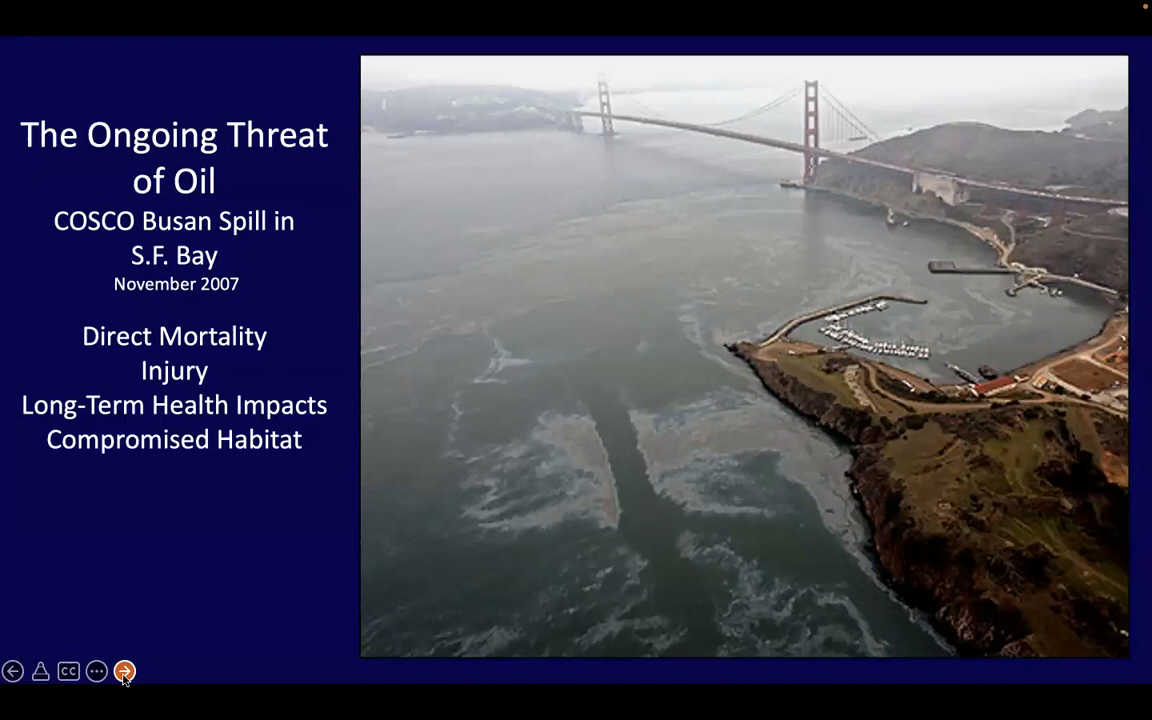 The Ongoing Threat
of Oil
COSCO Busan Spill in
S.F. Bay
November 2007
Direct Mortality
Injury
Long-Term Health Impacts
Compromised Habitat
CC